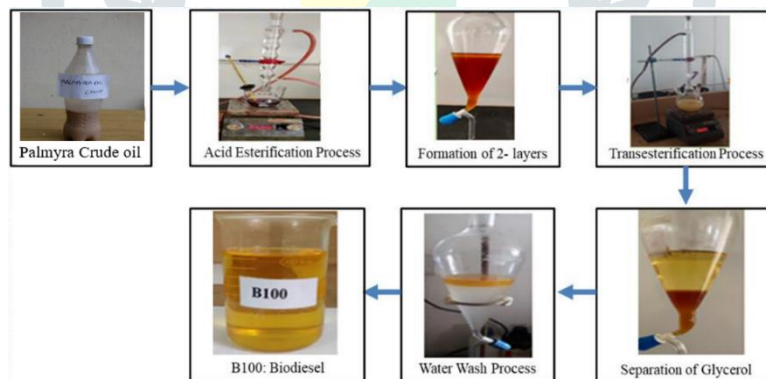 Palmyra Crude oil
Acid Esterification Process
Formation of 2- layers
Transesterification Process
B100
B100: Biodiesel
Water Wash Process
Separation of Glycerol